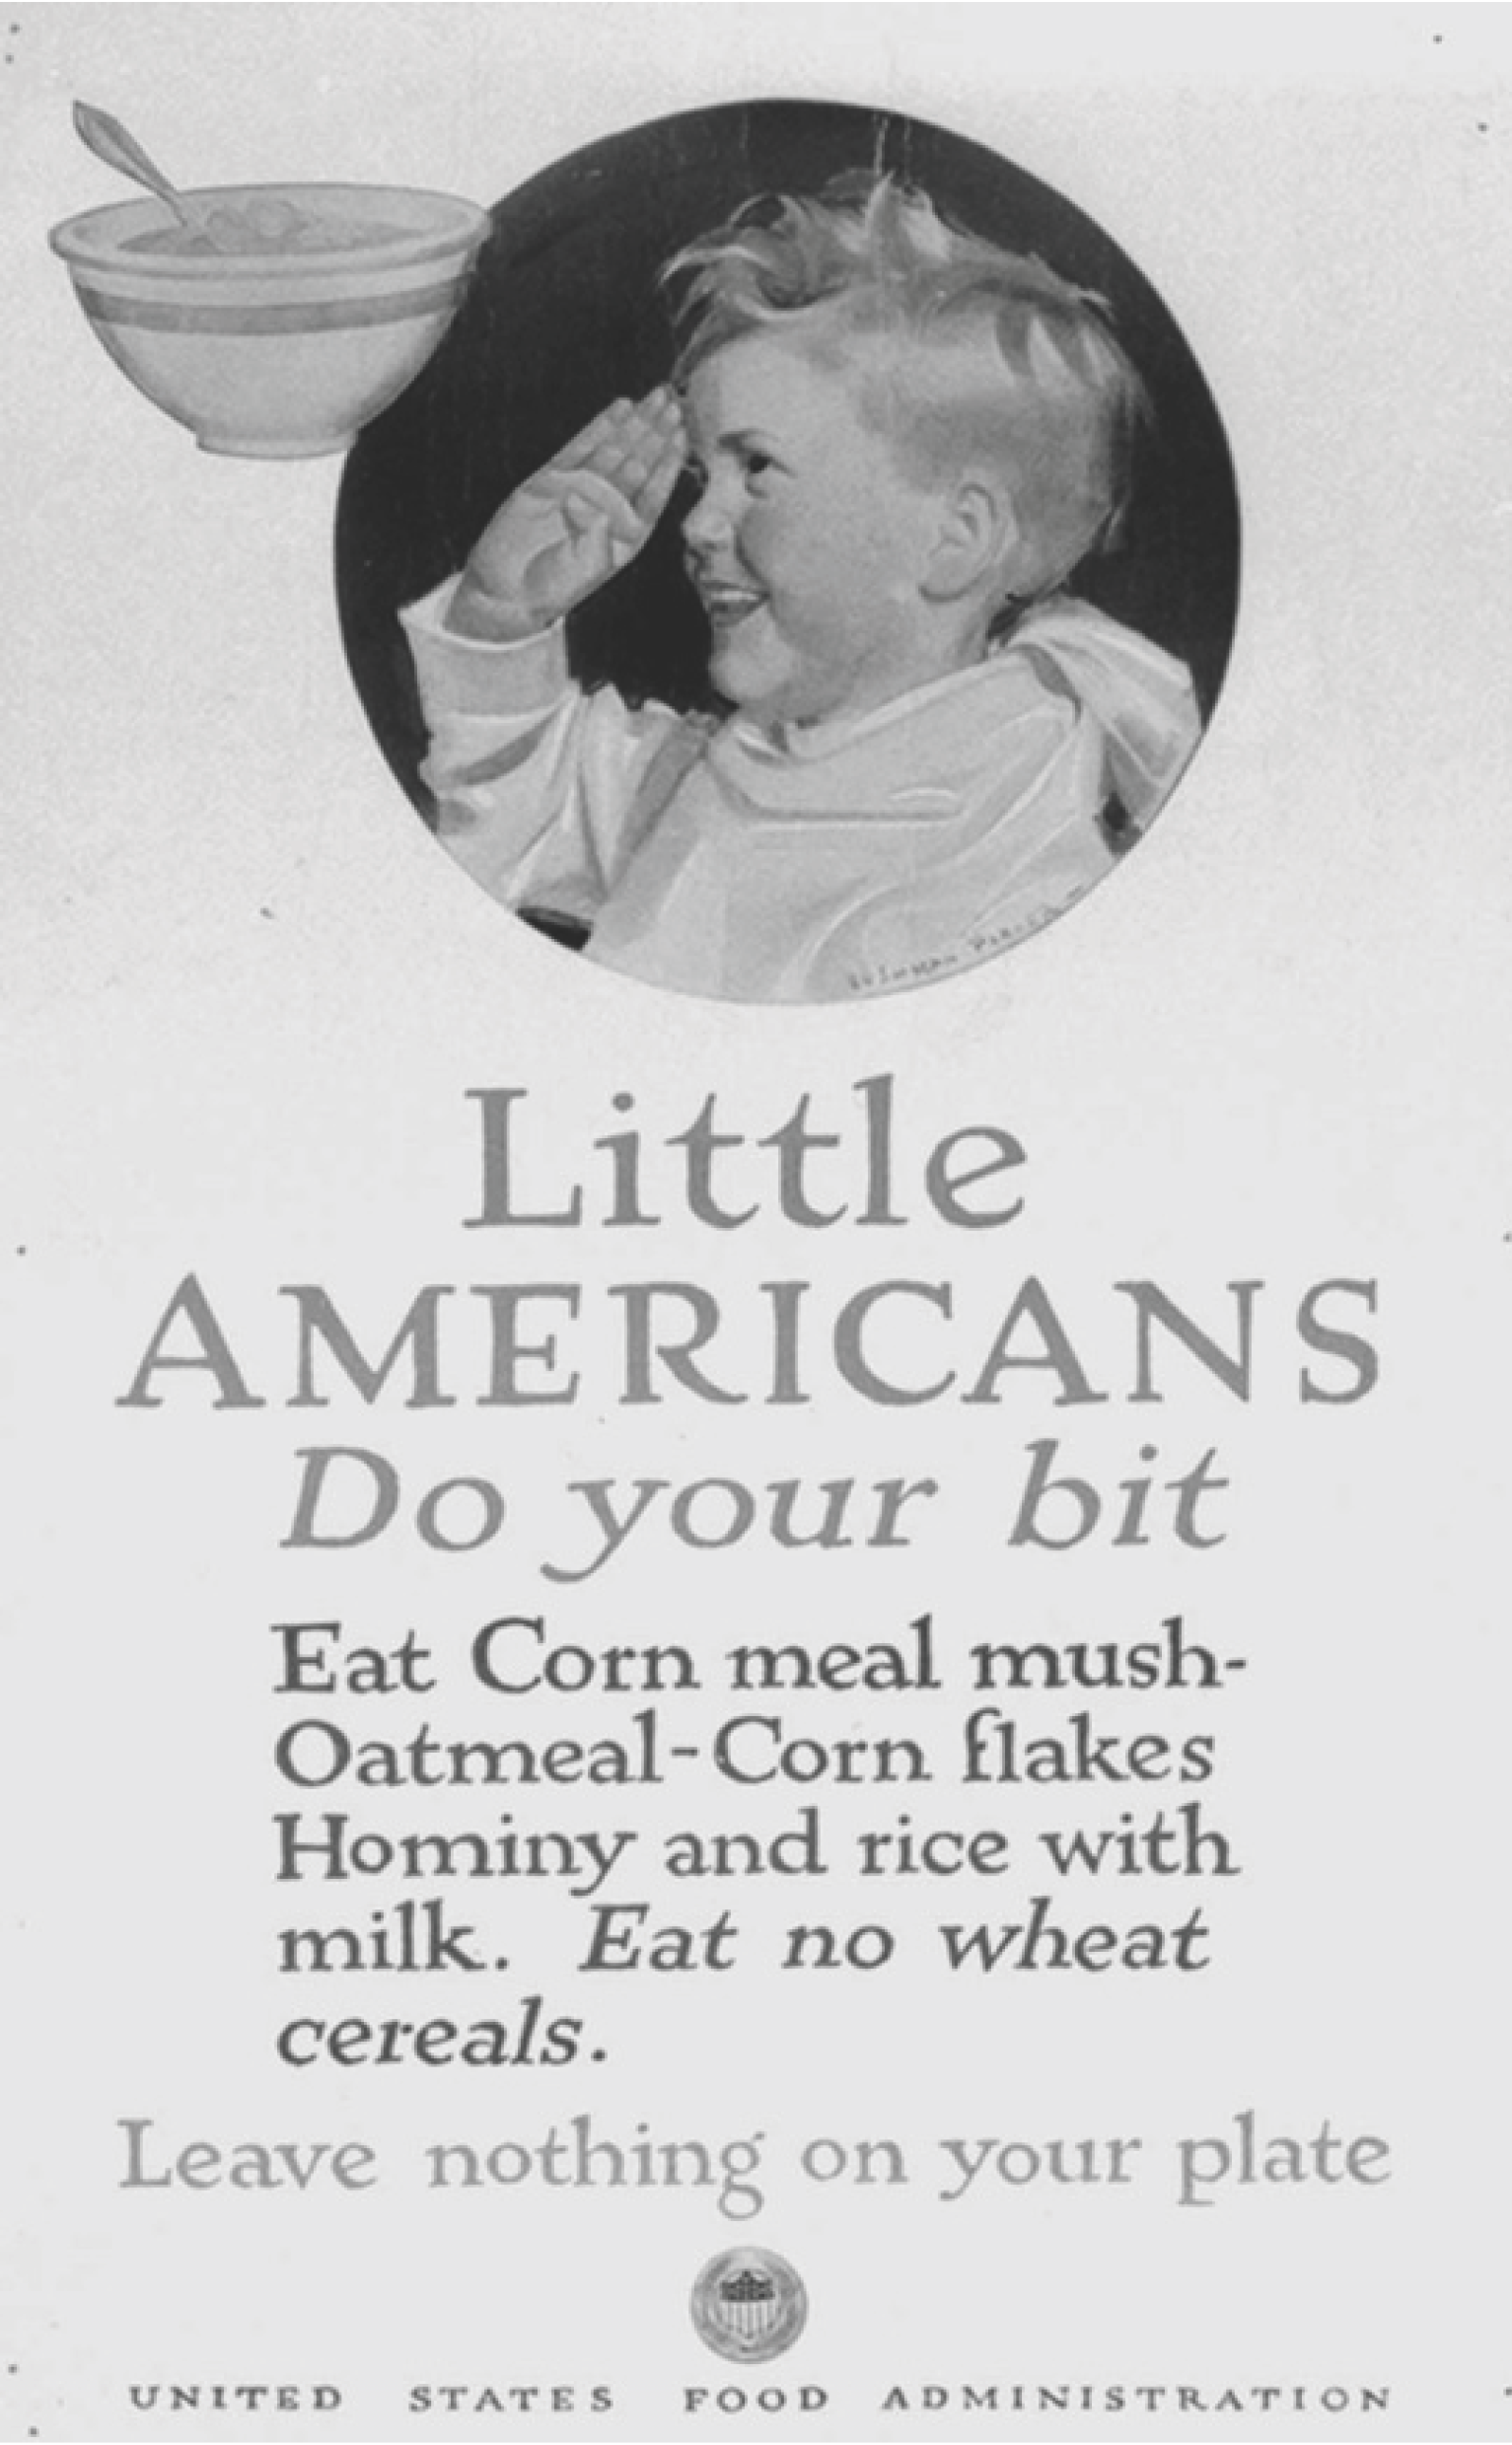 Little
AMERICANS
Do your bit
Eat Corn meal mush-
Oatmeal-Corn flakes
Hominy and rice with
milk. Eat no wheat
cereals.
Leave nothing on your plate
UNITED STATES FOOD ADMINISTRATION